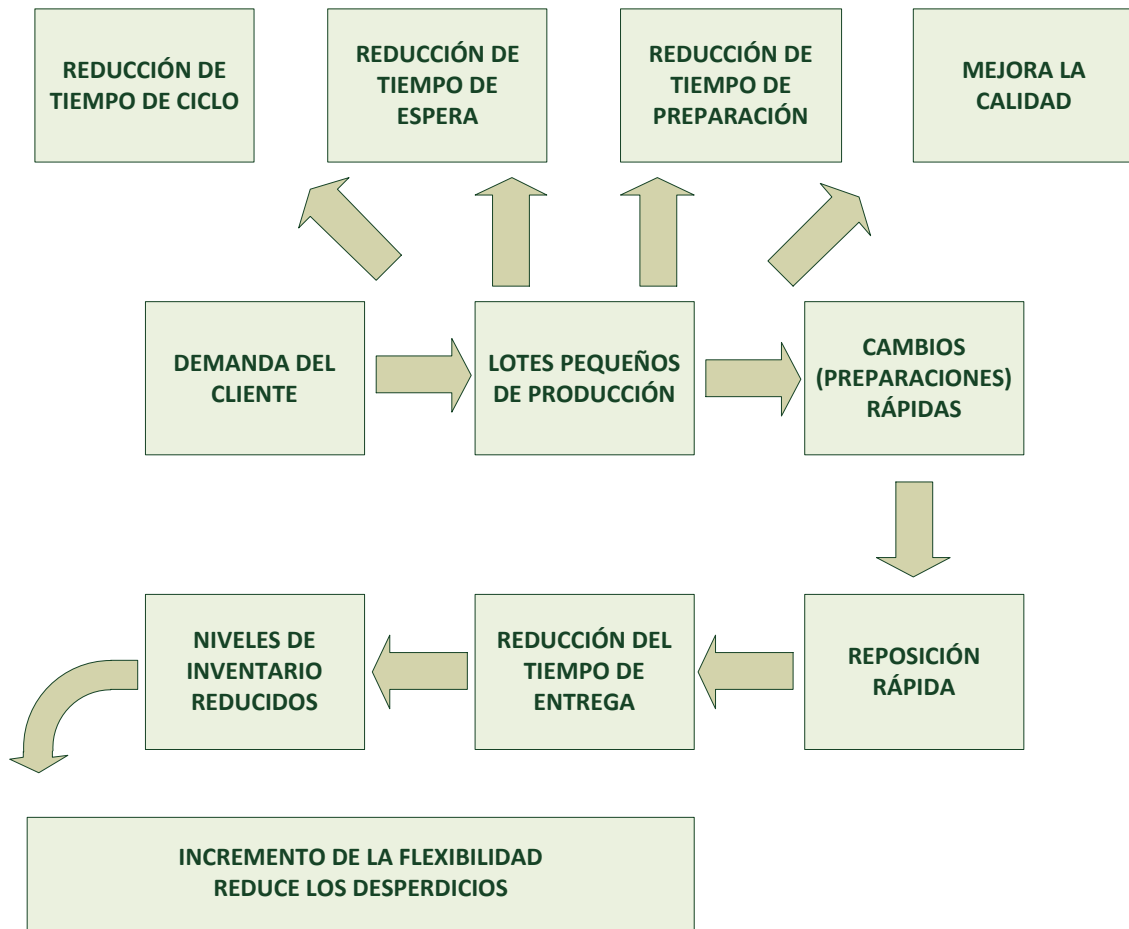 REDUCCIÓN DE
TIEMPO DE CICLO
REDUCCIÓN DE
TIEMPO DE
ESPERA
REDUCCIÓN DE
TIEMPO DE
PREPARACIÓN
MEJORA LA
CALIDAD
DEMANDA DEL
CLIENTE
LOTES PEQUEÑOS
DE PRODUCCIÓN
CAMBIOS
(PREPARACIONES)
RÁPIDAS
NIVELES DE
INVENTARIO
REDUCIDOS
REDUCCIÓN DEL
TIEMPO DE
ENTREGA
REPOSICIÓN
RÁPIDA
INCREMENTO DE LA FLEXIBILIDAD
REDUCE LOS DESPERDICIOS